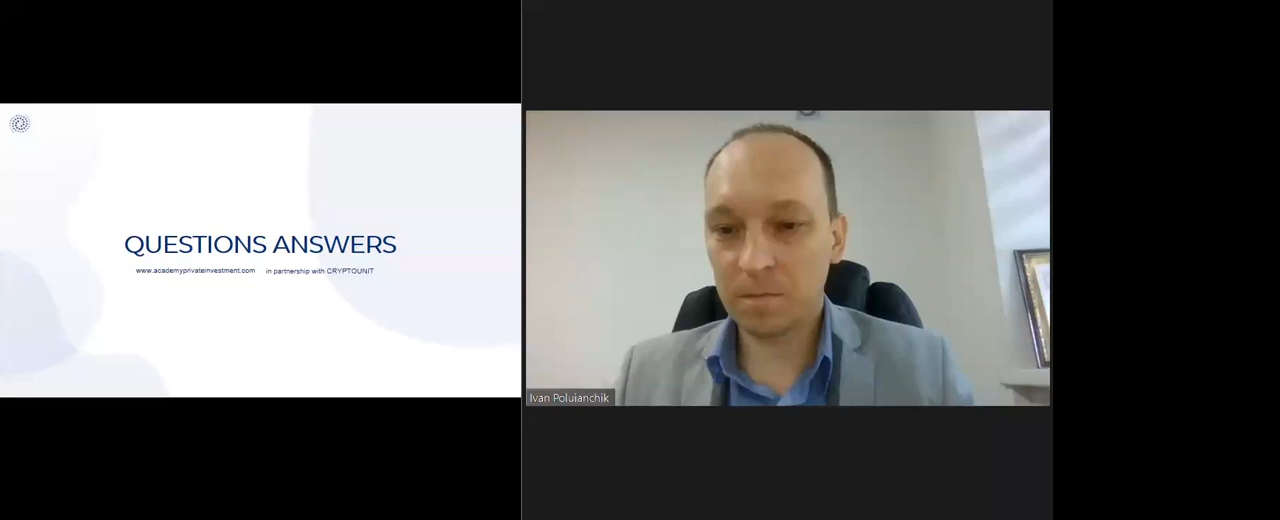 QUESTIONS ANSWERS
www.academyprivateinvestment.com in partnership with CRYPTOUNIT
Ivan Poluianchik